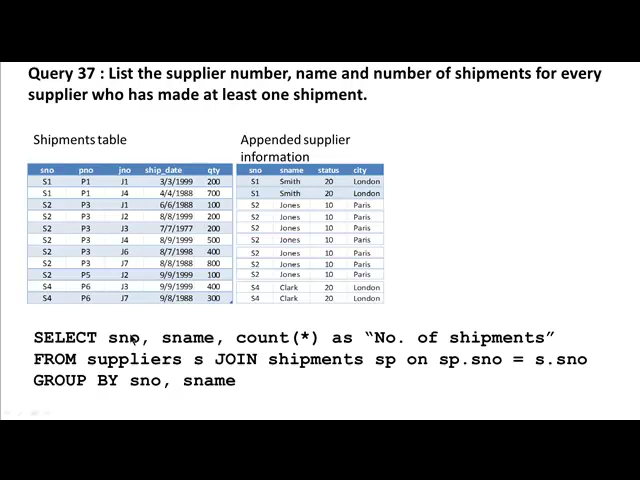 Query 37 : List the supplier number, name and number of shipments for every
supplier who has made at least one shipment.
Shipments table
Appended supplier
information
sno pno jno ship_date qty sno sname status city
S1 P1 J1 3/3/1999 200 S1 Smith 20 London
S1 P1 J4 4/4/1988 700 S1 Smith 20 London
S2 P3 J1 6/6/1988 100 S2 Jones 10 Paris
S2 P3 J2 8/8/1999 200 S2 Jones 10 Paris
S2 P3 J3 7/7/1977 200 S2 Jones 10 Paris
S2 P3 J4 8/9/1999 500 S2 Jones 10 Paris
S2 P3 J6 8/7/1998 400 S2 Jones 10 Paris
S2 P3 J7 8/8/1988 800 S2 Jones 10 Paris
S2 P5 J2 9/9/1999 100 S2 Jones 10 Paris
S4 P6 J3 9/9/1999 400 S4 Clark 20 London
S4 P6 J7 9/8/1988 300 S4 Clark 20 London
SELECT sno, sname, count(*) as “No. of shipments”
FROM suppliers s JOIN shipments sp on sp.sno = s.sno
GROUP BY sno, sname